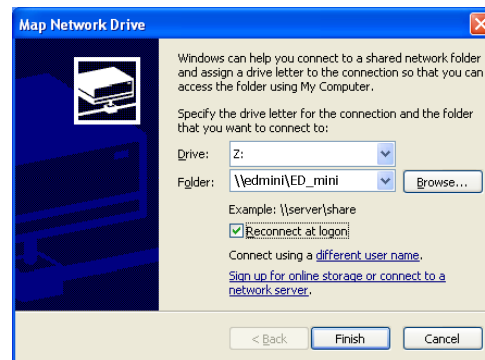 Map Network Drive
Windows can help you connect to a shared network folder
and assign a drive letter to the connection so that you can
access the folder using My Computer.
Specify the drive letter for the connection and the folder
that you want to connect to:
Drive: Z:
Folder: \\edmini\ED_mini Browse...
Example: \\server\share
Reconnect at logon
Connect using a different user name.
Sign up for online storage or connect to a
network server.
< Back Finish Cancel